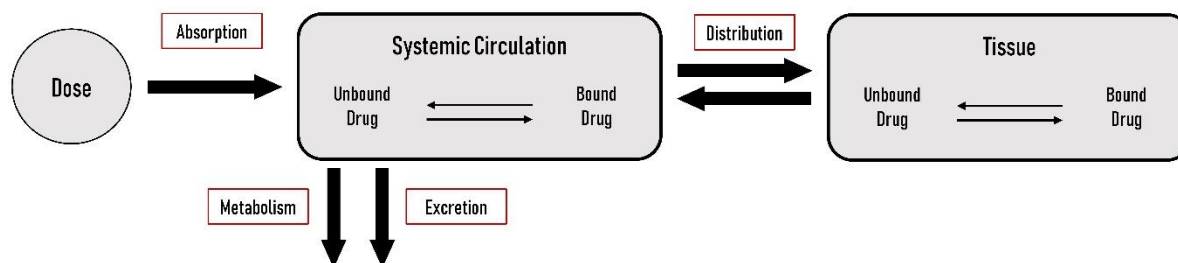 Dose
Absorption
Systemic Circulation
Unbound
Drug
Bound
Drug
Distribution
Tissue
Unbound
Drug
Bound
Drug
Metabolism
Excretion